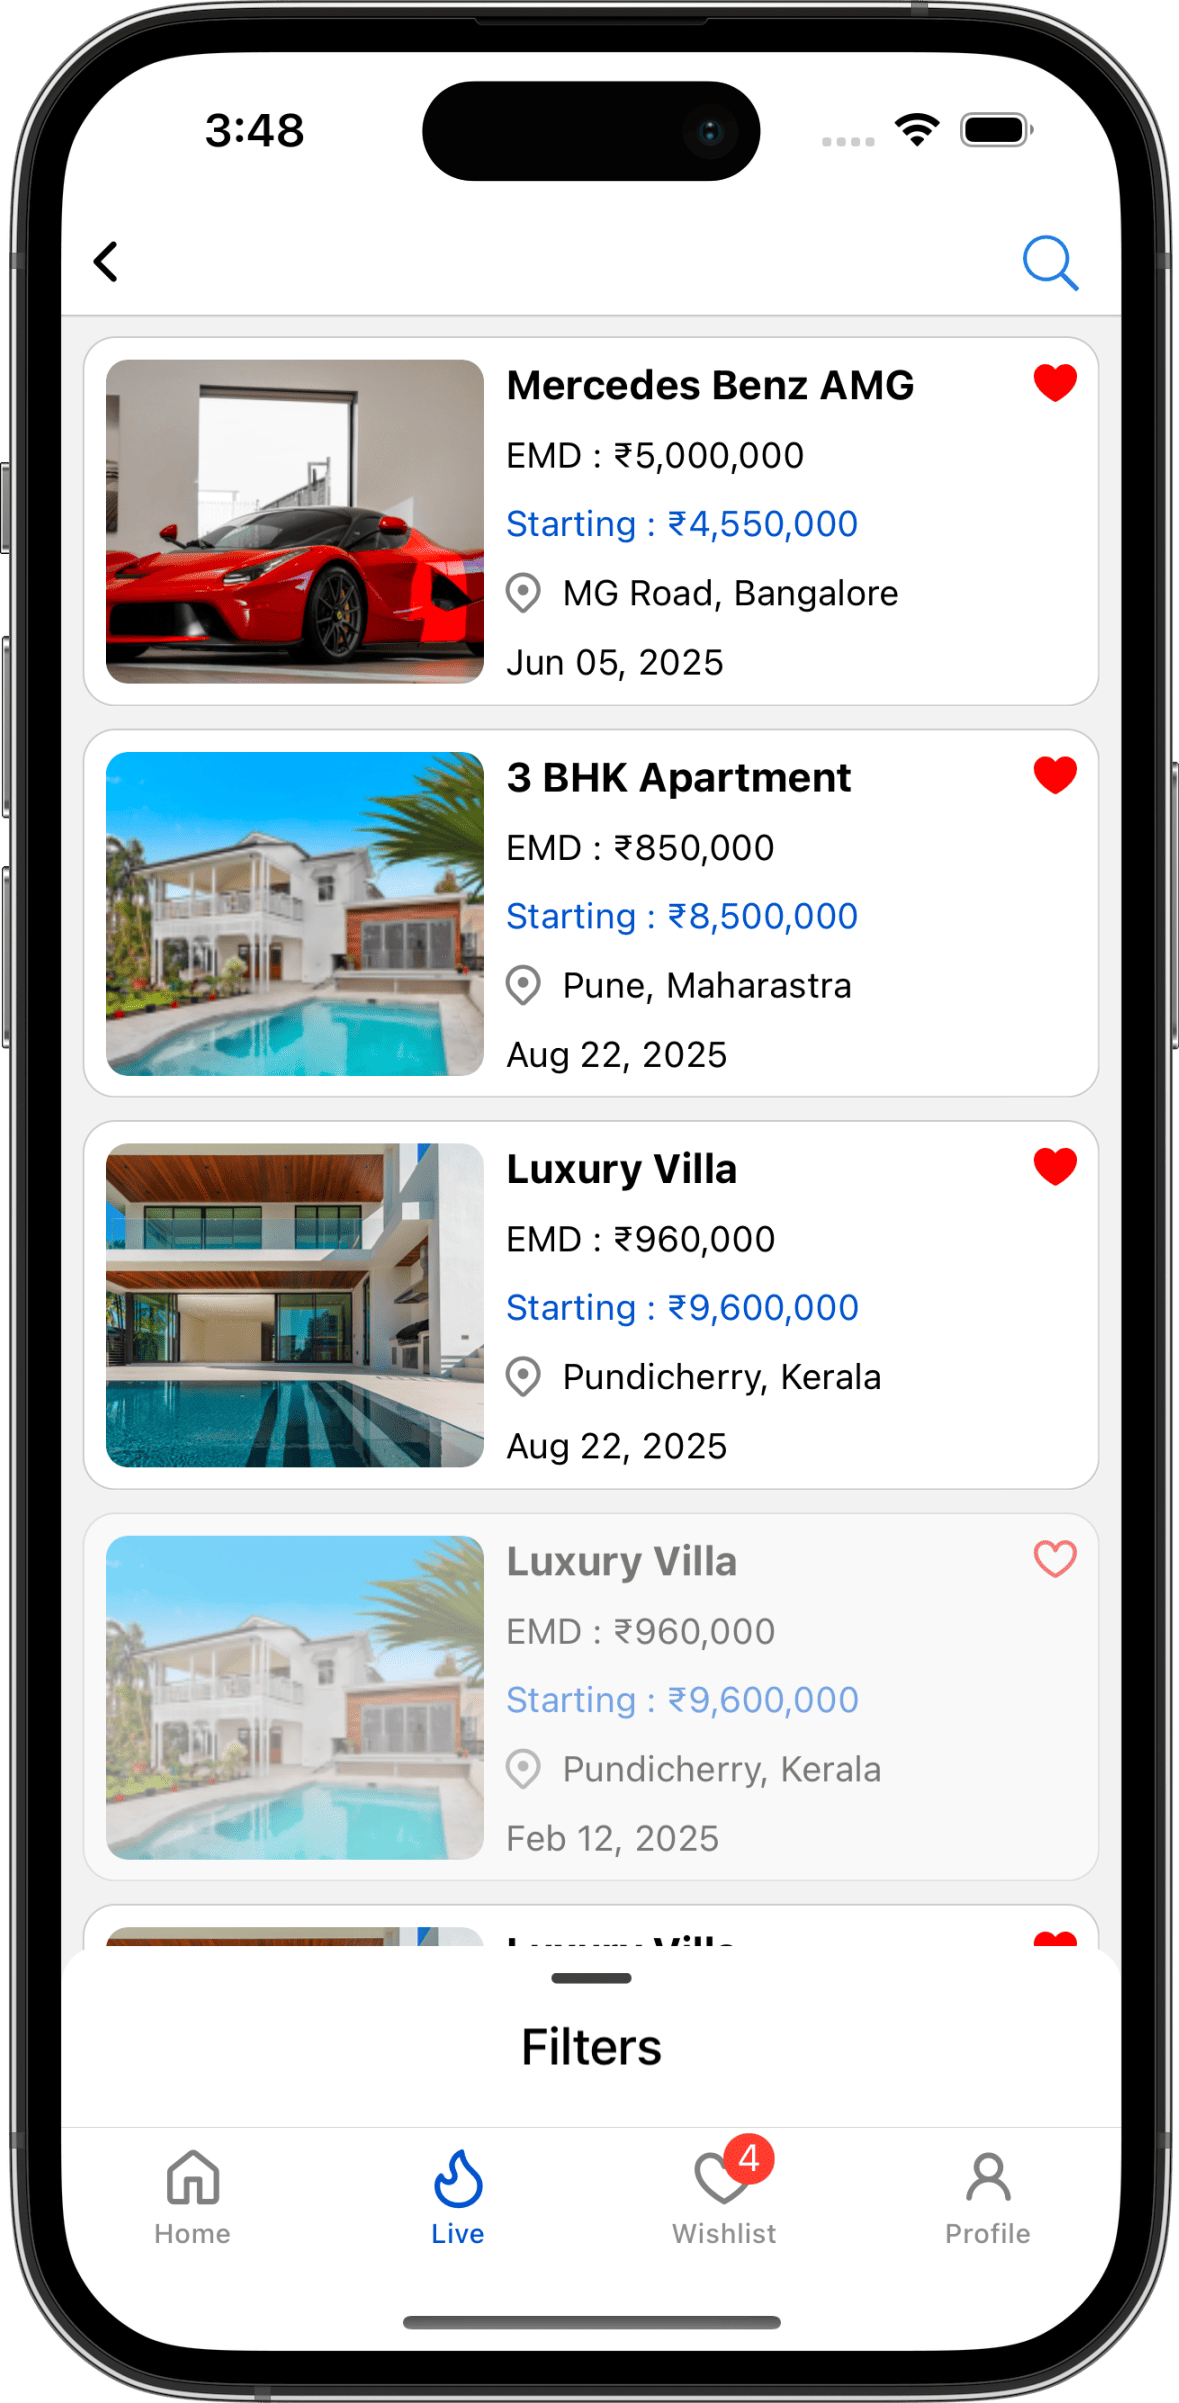 3:48
Mercedes Benz AMG
EMD : ₹5,000,000
Starting : ₹4,550,000
MG Road, Bangalore
Jun 05, 2025
3 BHK Apartment
EMD : ₹850,000
Starting : ₹8,500,000
Pune, Maharastra
Aug 22, 2025
Luxury Villa
EMD : ₹960,000
Starting : ₹9,600,000
Pundicherry, Kerala
Aug 22, 2025
Luxury Villa
EMD : ₹960,000
Starting : ₹9,600,000
Pundicherry, Kerala
Feb 12, 2025
Luxury Villa
Filters
4
Home Live Wishlist Profile